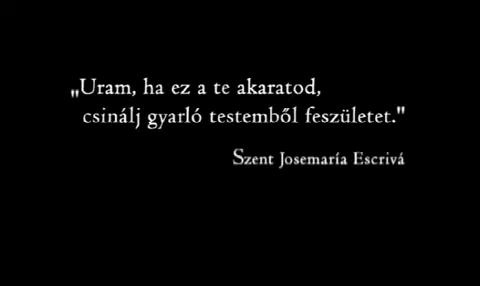 „Uram, ha ez a te akaratod,
csinálj gyarló testemből feszületet."
Szent Josemaría Escrivá